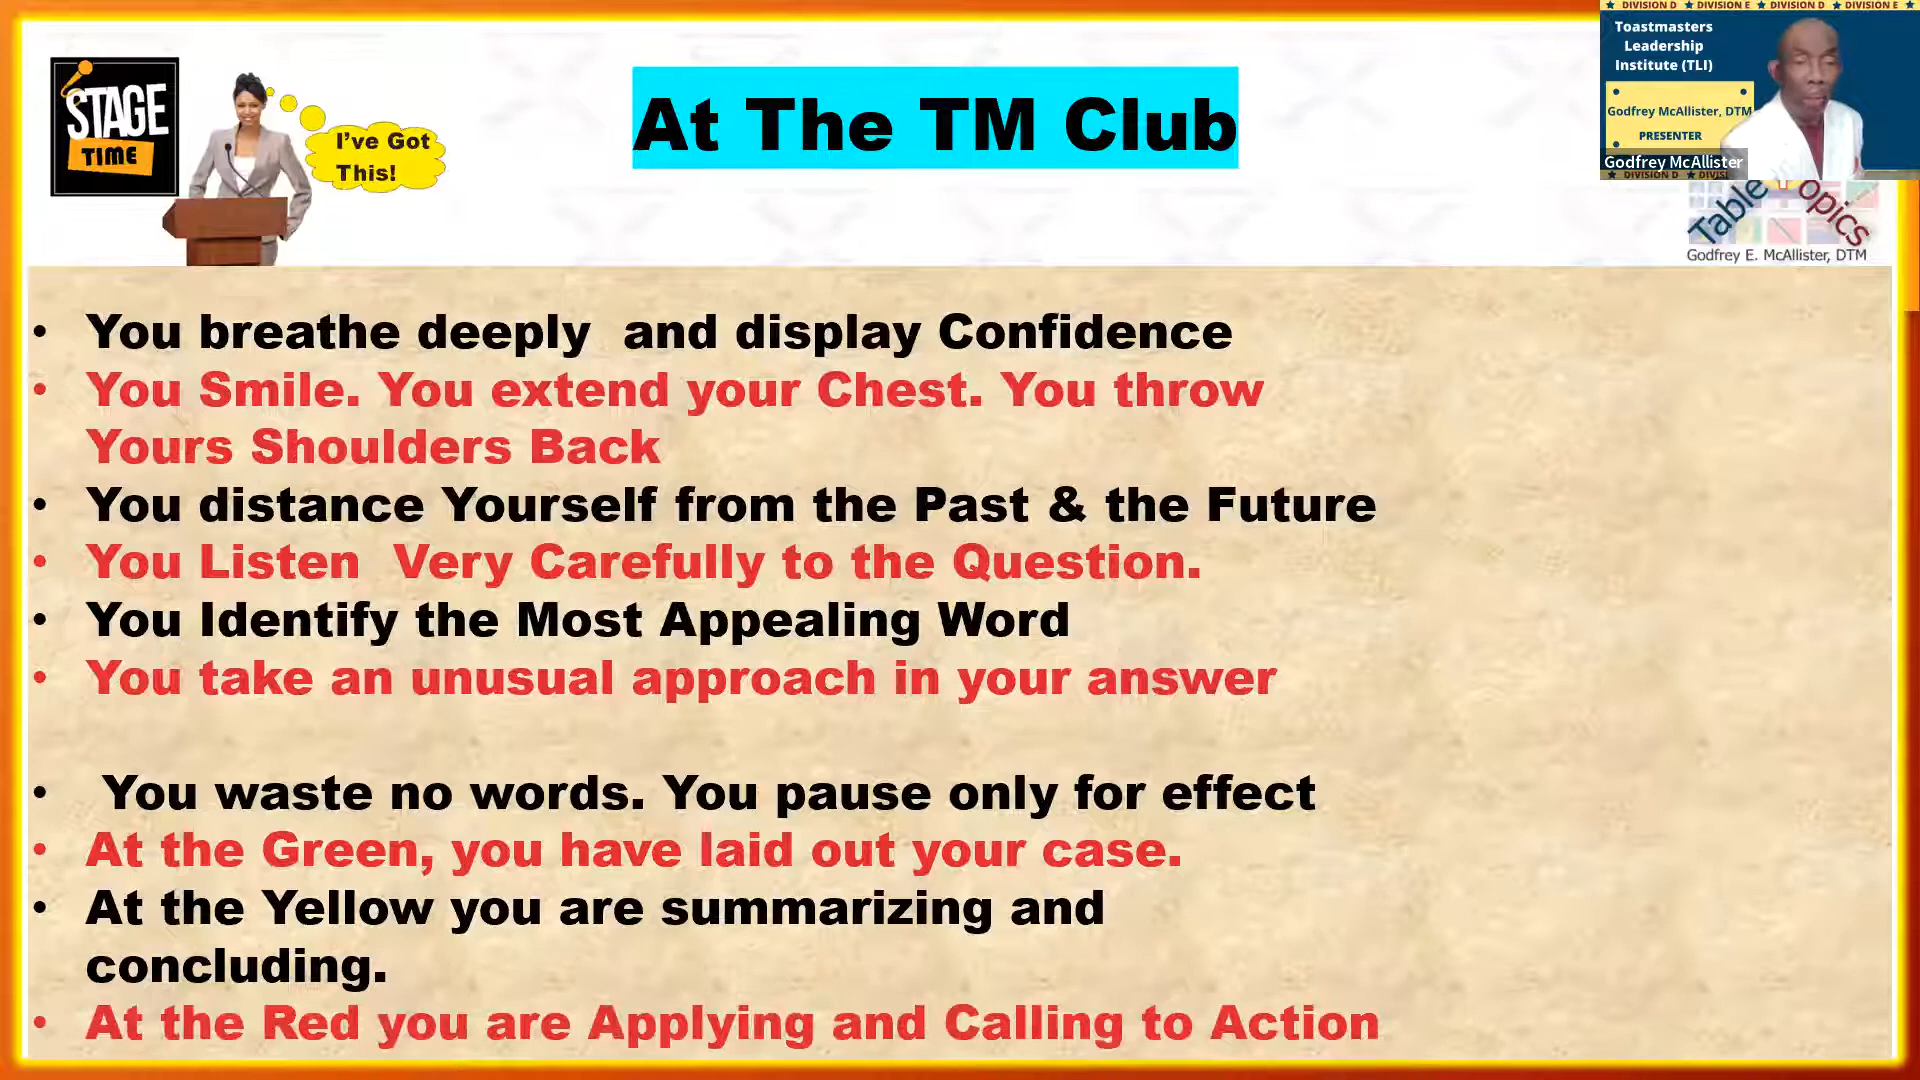 STAGE
TIME
I've Got
This!
At The TM Club
DIVISION D ★ DIVISION E ★ DIVISION D ★ DIVISION E
Toastmasters
Leadership
Institute (TLI)
Godfrey McAllister, DTM
PRESENTER
Godfrey McAllister
DIVISION D
Table Topics
Godfrey E. McAllister, DTM
• You breathe deeply  and display Confidence
• You Smile. You extend your Chest. You throw
Yours Shoulders Back
• You distance Yourself from the Past & the Future
• You Listen  Very Carefully to the Question.
• You Identify the Most Appealing Word
• You take an unusual approach in your answer
• You waste no words. You pause only for effect
• At the Green, you have laid out your case.
• At the Yellow you are summarizing and
concluding.
• At the Red you are Applying and Calling to Action